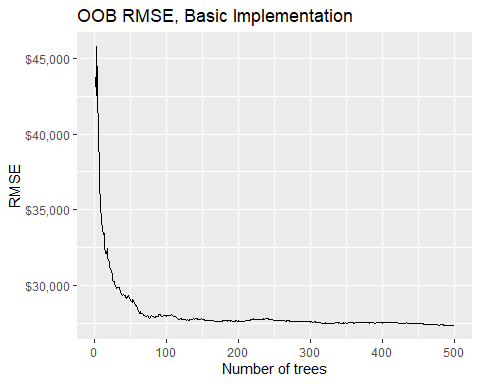 OOB RMSE, Basic Implementation
$45,000
$40,000
$35,000
$30,000
RMSE
0 100 200 300 400 500
Number of trees